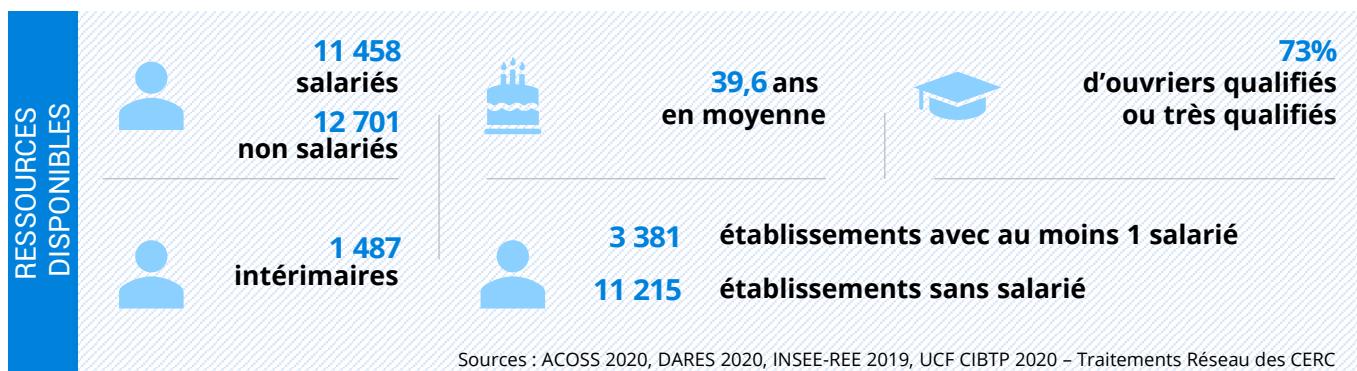 RESSOURCES
DISPONIBLES
11 458
salariés
12 701
non salariés
39,6 ans
en moyenne
73%
d’ouvriers qualifiés
ou très qualifiés
1 487
intérimaires
3 381 établissements avec au moins 1 salarié
11 215 établissements sans salarié
Sources : ACOSS 2020, DARES 2020, INSEE-REE 2019, UCF CIBTP 2020 – Traitements Réseau des CERC